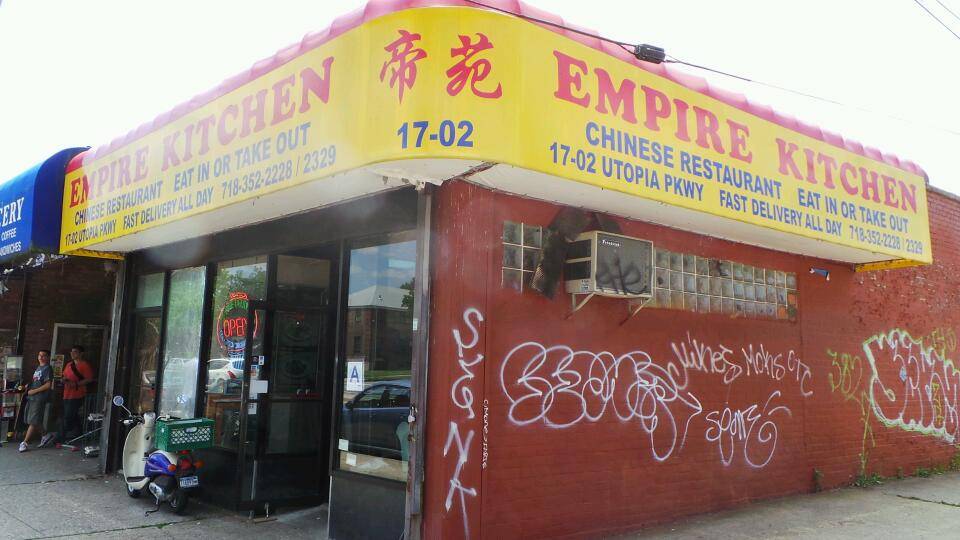 EMPIRE KITCHEN
CHINESE RESTAURANT EAT IN OR TAKE OUT
17-02 UTOPIA PKWY FAST DELIVERY ALL DAY 718-352-2228 / 2329
帝苑
17-02
EMPIRE KITCHEN
CHINESE RESTAURANT EAT IN OR TAKE OUT
17-02 UTOPIA PKWY FAST DELIVERY ALL DAY 718-352-2228 / 2329
COFFEE
OPEN
A